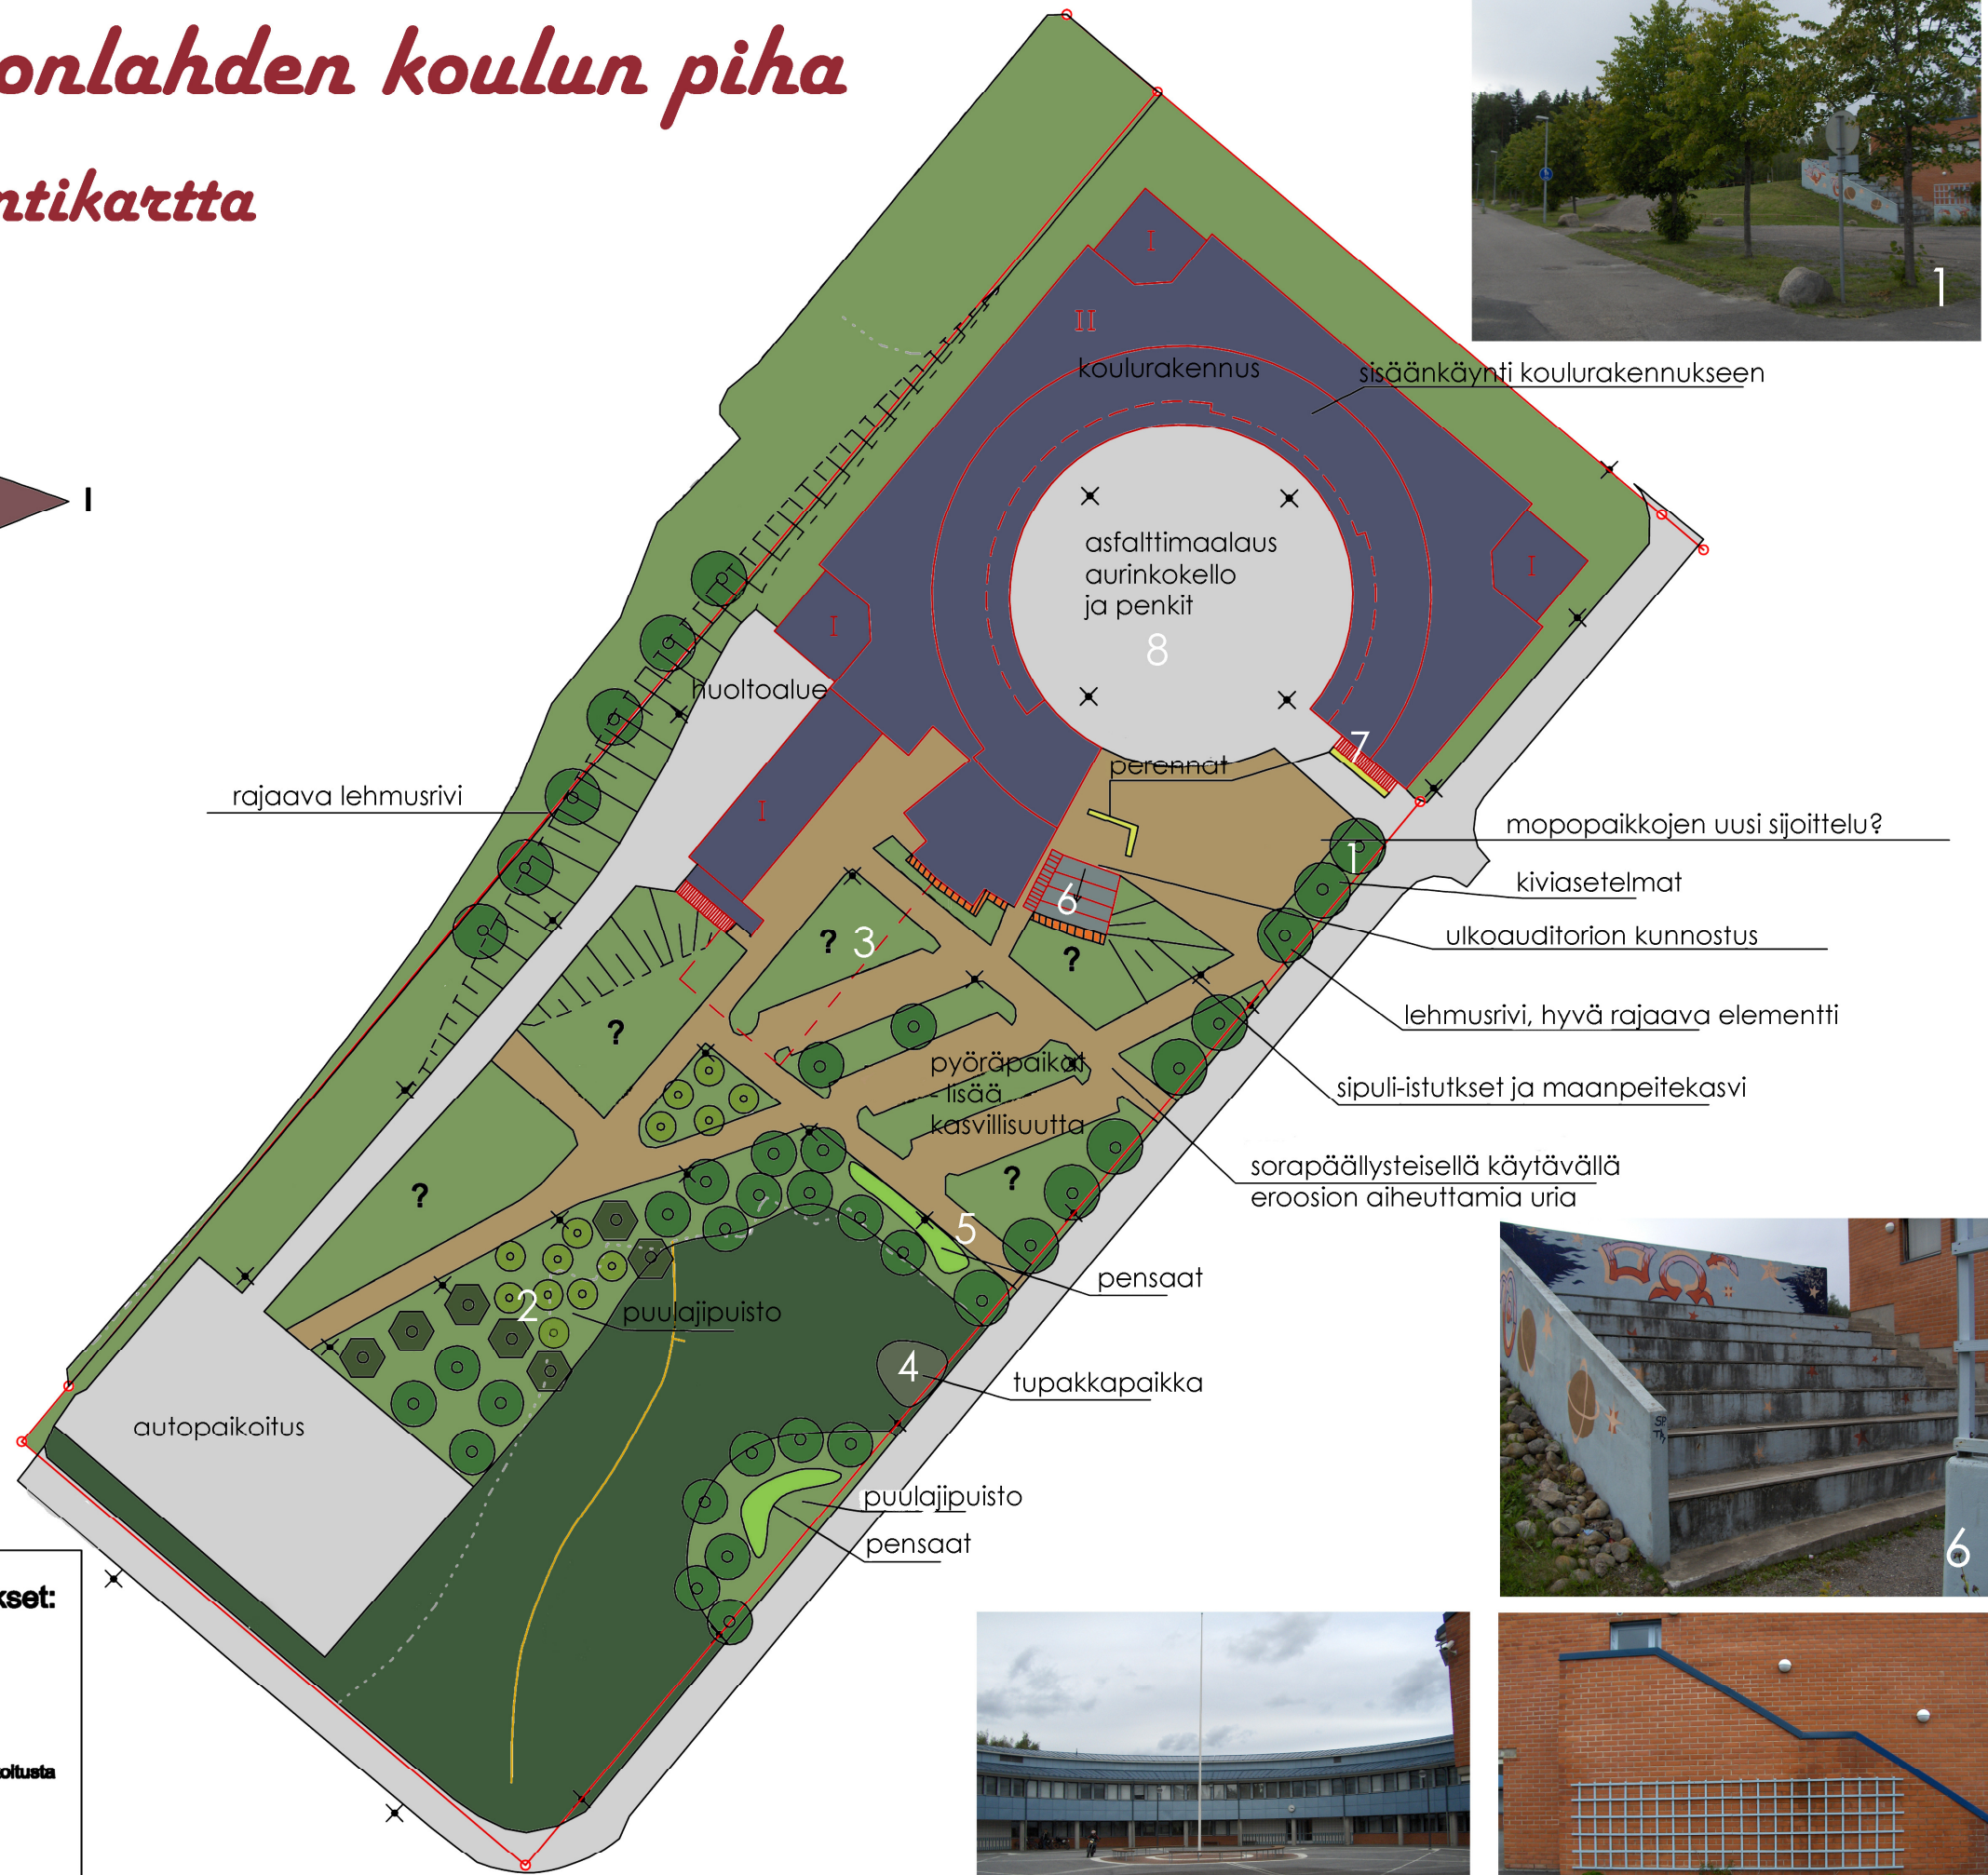 onlahden koulun piha
ntikartta
I
1
I
II
koulurakennus
sisäänkäynti koulurakennukseen
asfalttimaalaus
aurinkokello
ja penkit
8
I
I
huoltoalue
7
perennat
rajaava lehmusrivi
I
mopopaikkojen uusi sijoittelu?
1
kiviasetelmat
6
ulkoauditorion kunnostus
? 3
?
lehmusrivi, hyvä rajaava elementti
?
pyöräpaikat
- lisää
kasvillisuutta
sipuli-istutkset ja maanpeitekasvi
sorapäällysteisellä käytävällä
eroosion aiheuttamia uria
?
?
5
pensaat
2
puulajipuisto
4
tupakkapaikka
autopaikoitus
puulajipuisto
pensaat
6
kset:
oitusta